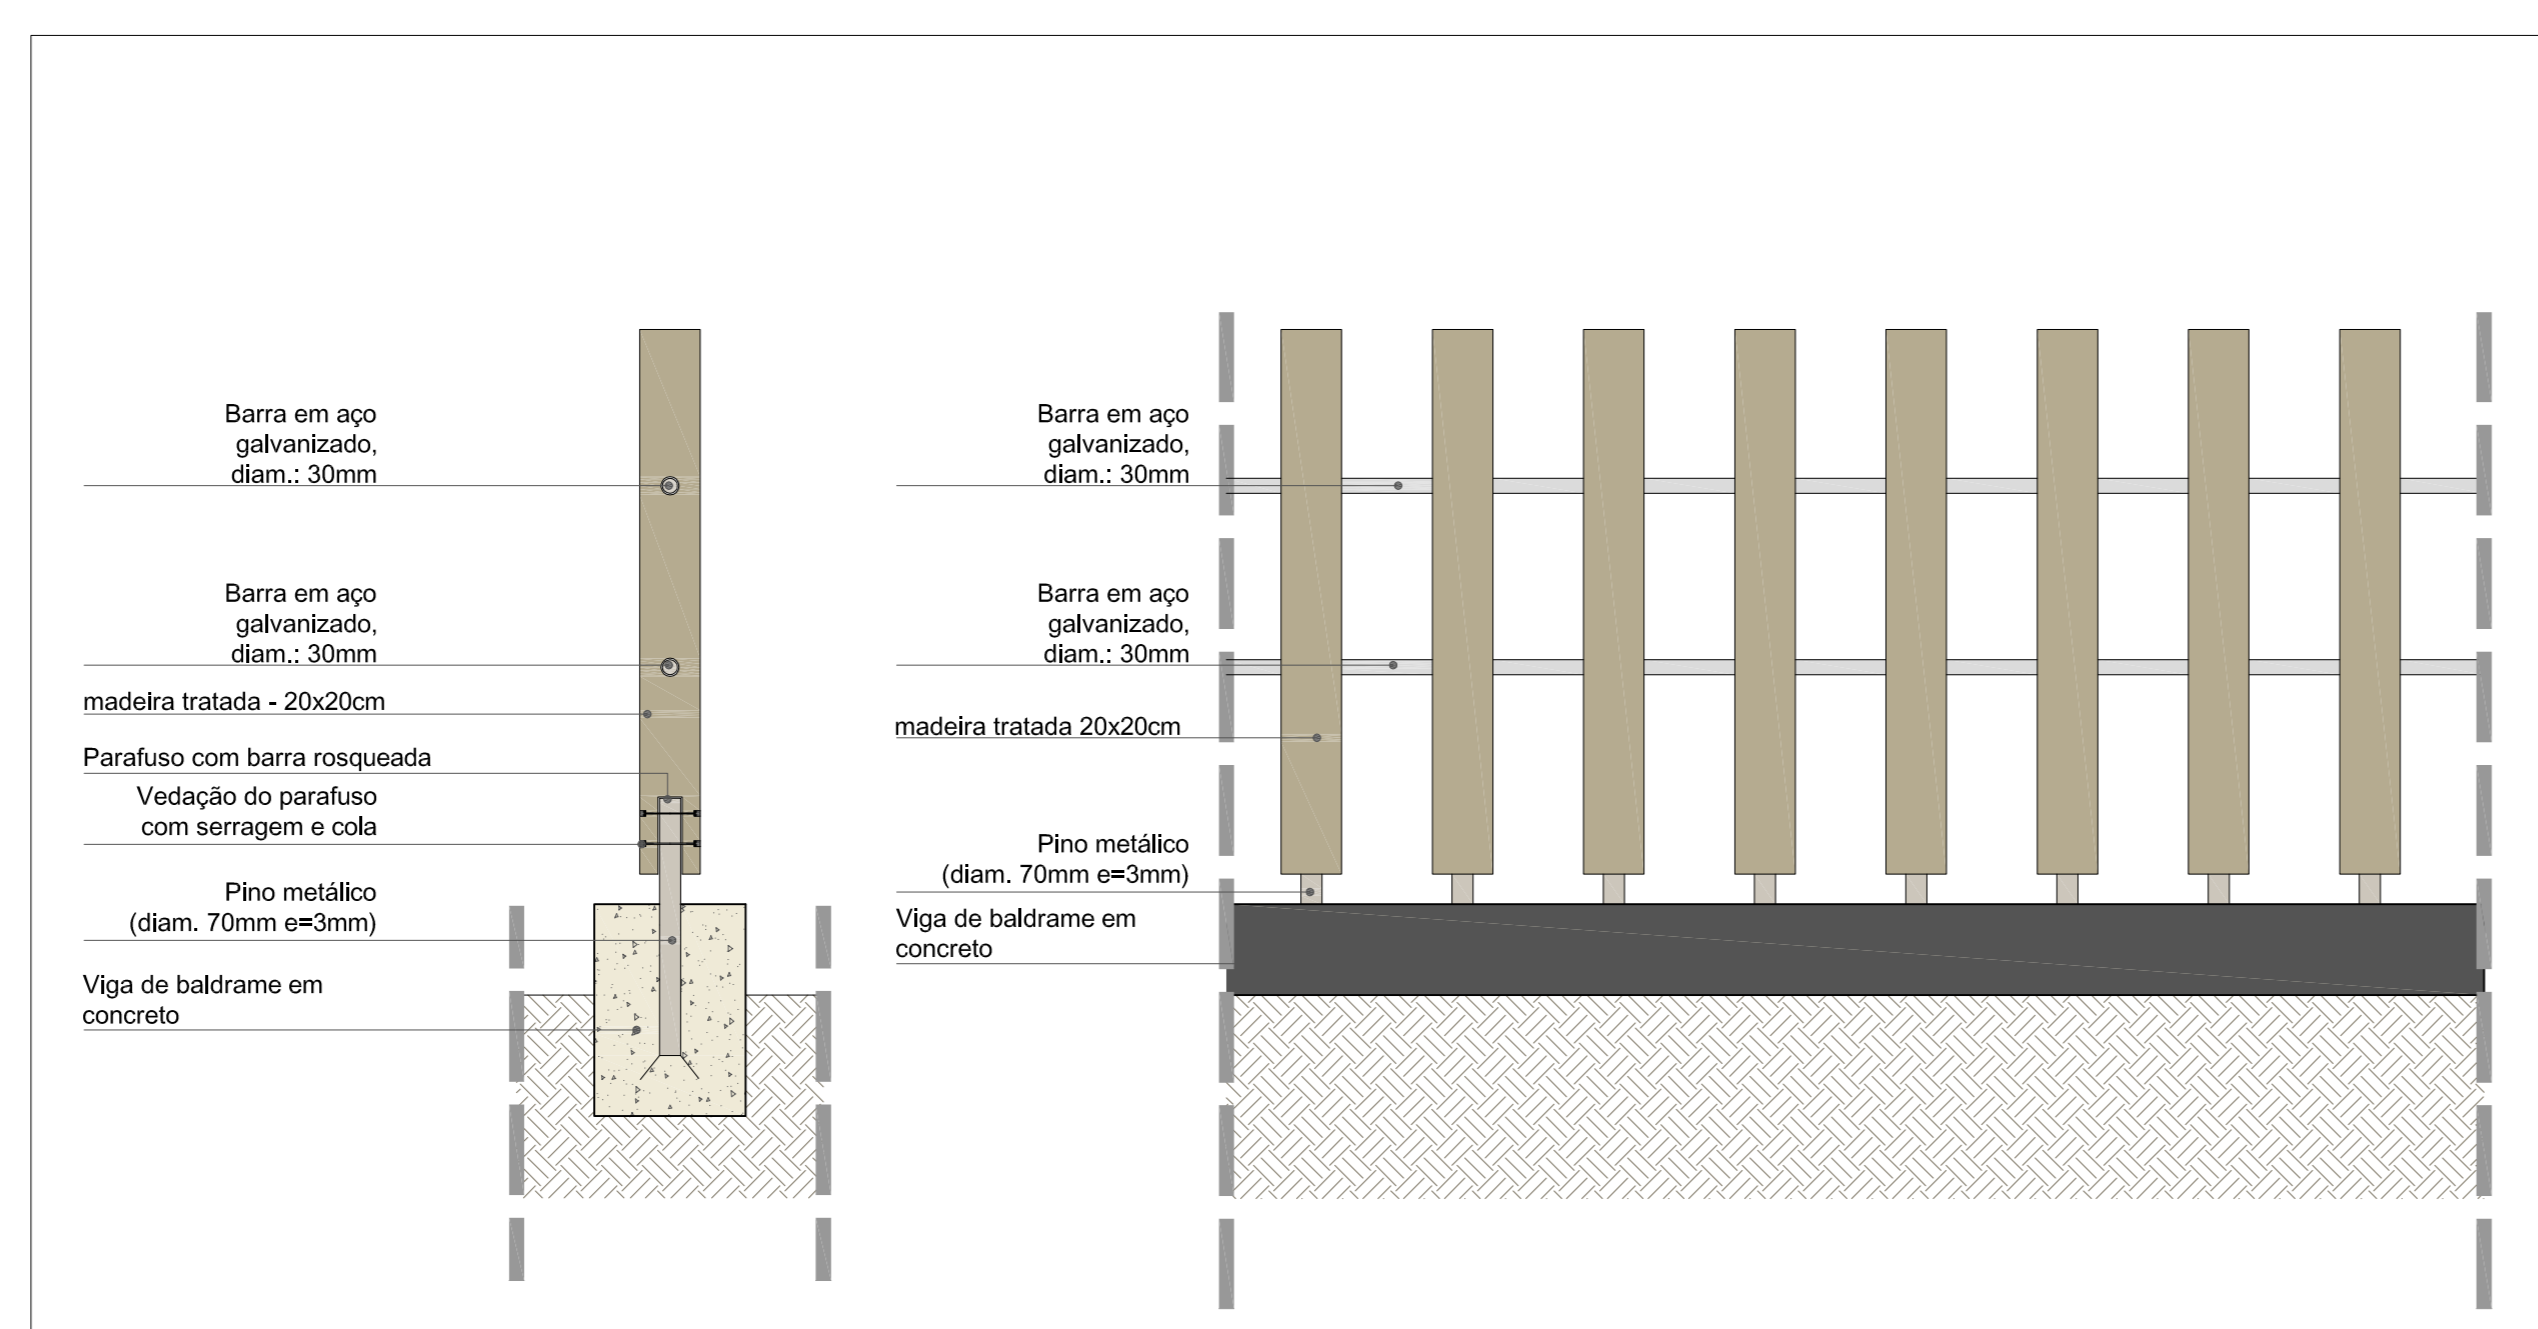 Barra em aço
galvanizado,
diam.: 30mm
Barra em aço
galvanizado,
diam.: 30mm
madeira tratada - 20x20cm
Parafuso com barra rosqueada
Vedação do parafuso
com serragem e cola
Pino metálico
(diam. 70mm e=3mm)
Viga de baldrame em
concreto
Barra em aço
galvanizado,
diam.: 30mm
Barra em aço
galvanizado,
diam.: 30mm
madeira tratada 20x20cm
Pino metálico
(diam. 70mm e=3mm)
Viga de baldrame em
concreto